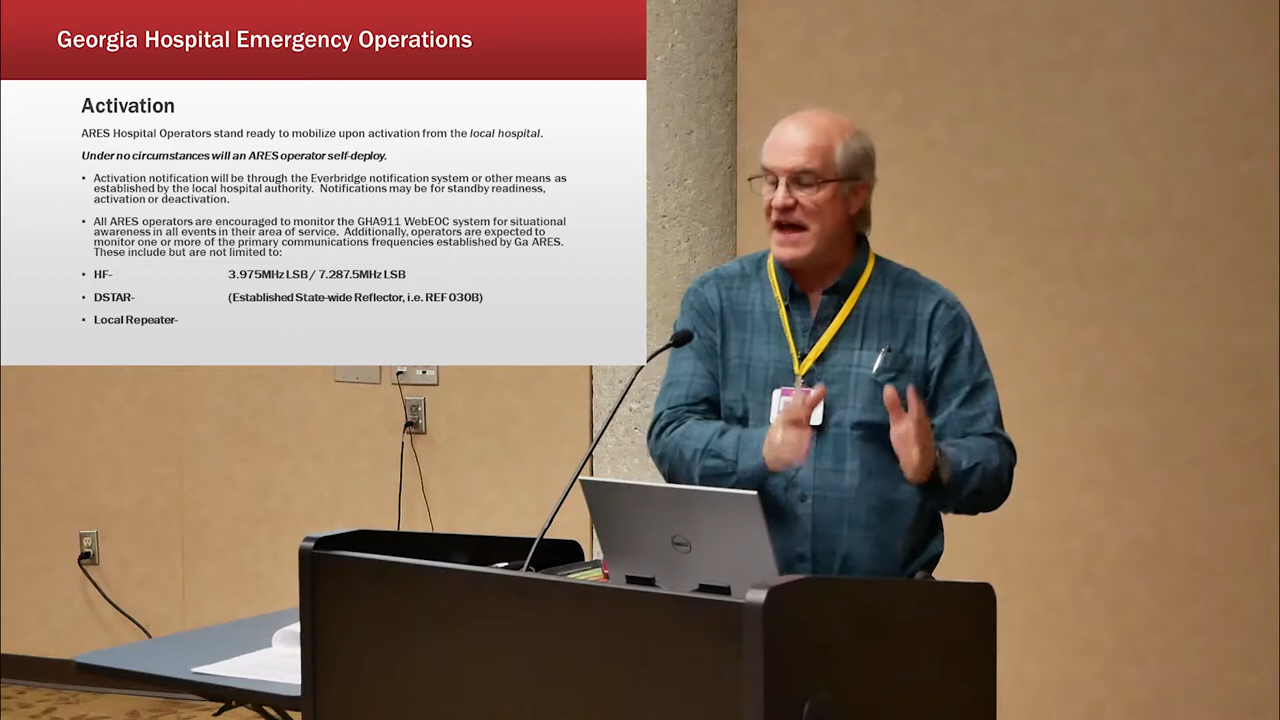 Georgia Hospital Emergency Operations
Activation
ARES Hospital Operators stand ready to mobilize upon activation from the local hospital.
Under no circumstances will an ARES operator self-deploy.
• Activation notification will be through the Everbridge notification system or other means as
established by the local hospital authority. Notifications may be for standby readiness,
activation or deactivation.
• All ARES operators are encouraged to monitor the GHA911 WebEOC system for situational
awareness in all events in their area of service. Additionally, operators are expected to
monitor one or more of the primary communications frequencies established by Ga ARES.
These include but are not limited to:
• HF- 3.975MHz LSB / 7.287.5MHz LSB
• DSTAR- (Established State-wide Reflector, i.e. REF 030B)
• Local Repeater-
DELL